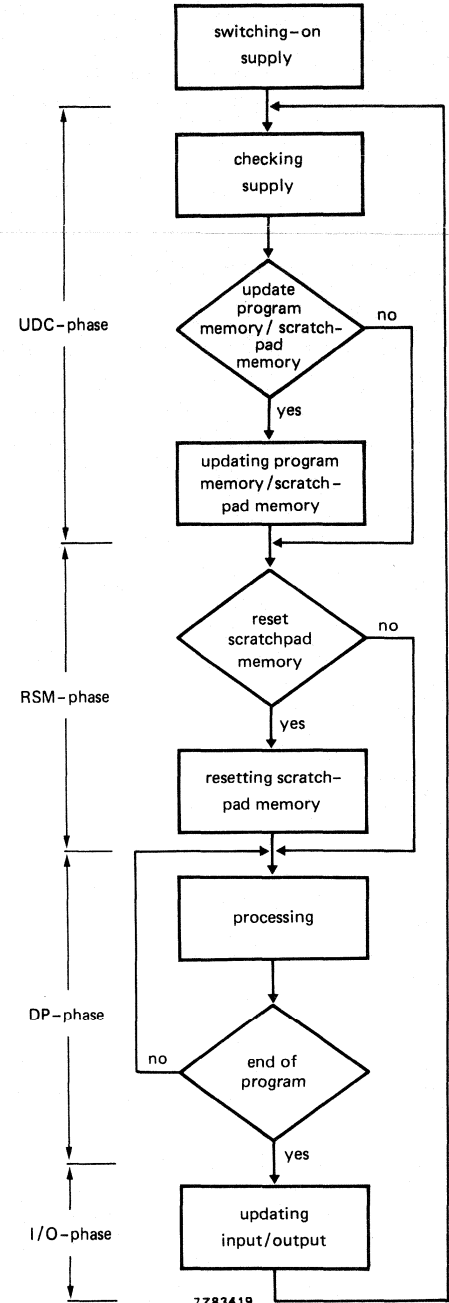 switching-on
supply
checking
supply
update
program
memory / scratch-
pad
memory
no
yes
UDC-phase
updating program
memory /scratch-
pad memory
reset
scratchpad
memory
no
yes
RSM-phase
resetting scratch-
pad memory
processing
DP-phase
end of
program
no
yes
updating
input/output
I/O-phase
7Z83419